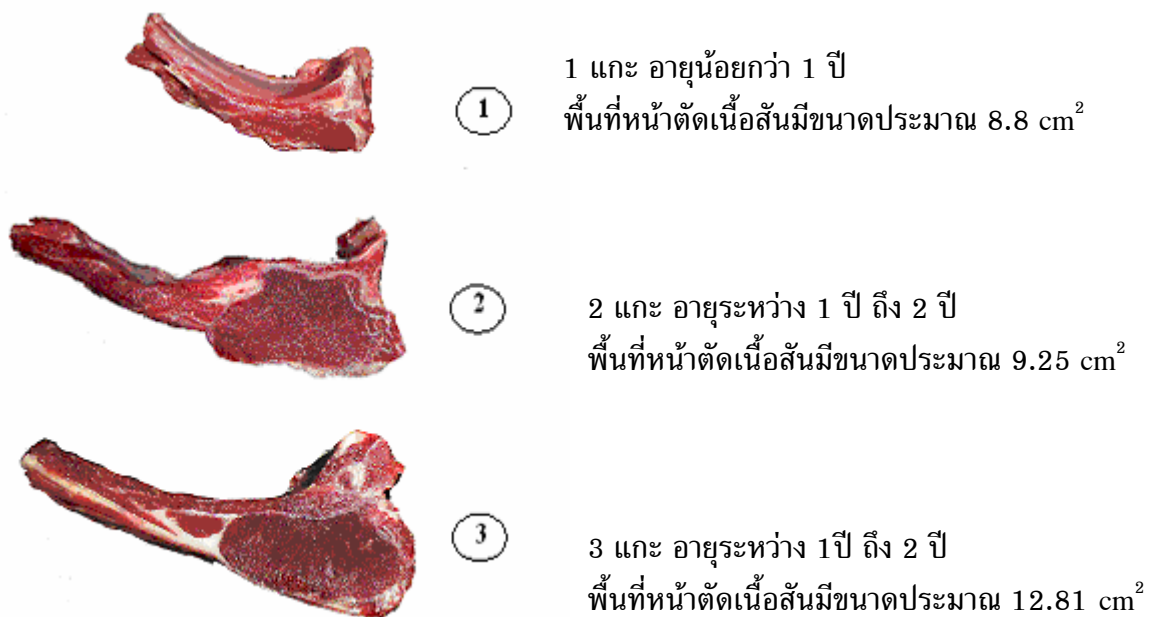 1
1 แกะ อายุน้อยกว่า 1 ปี
พื้นที่หน้าตัดเนื้อสันมีขนาดประมาณ 8.8 cm²
2
2 แกะ อายุระหว่าง 1 ปี ถึง 2 ปี
พื้นที่หน้าตัดเนื้อสันมีขนาดประมาณ 9.25 cm²
3
3 แกะ อายุระหว่าง 1ปี ถึง 2 ปี
พื้นที่หน้าตัดเนื้อสันมีขนาดประมาณ 12.81 cm²